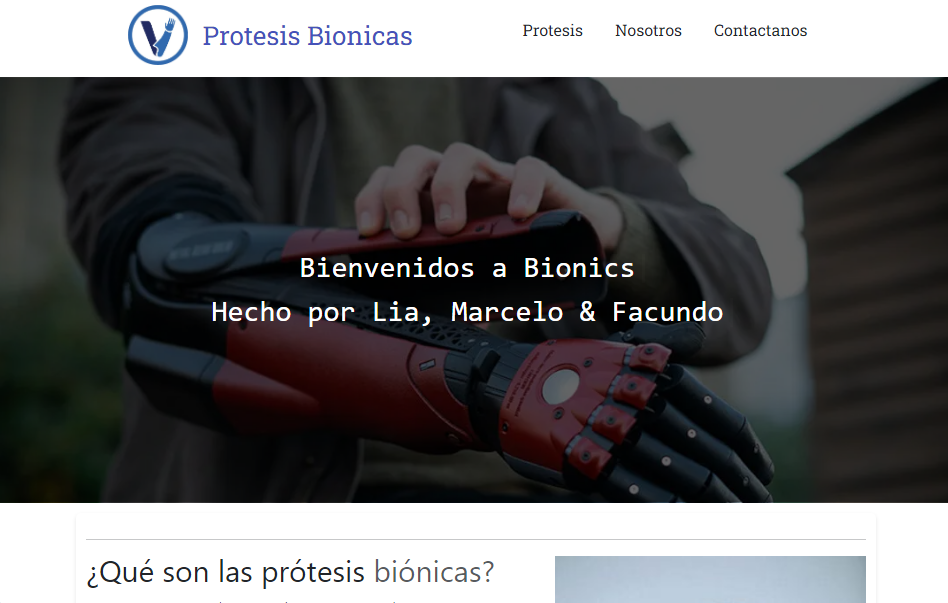 Protesis Bionicas
Protesis Nosotros Contactanos
Bienvenidos a Bionics
Hecho por Lia, Marcelo & Facundo
¿Qué son las prótesis biónicas?